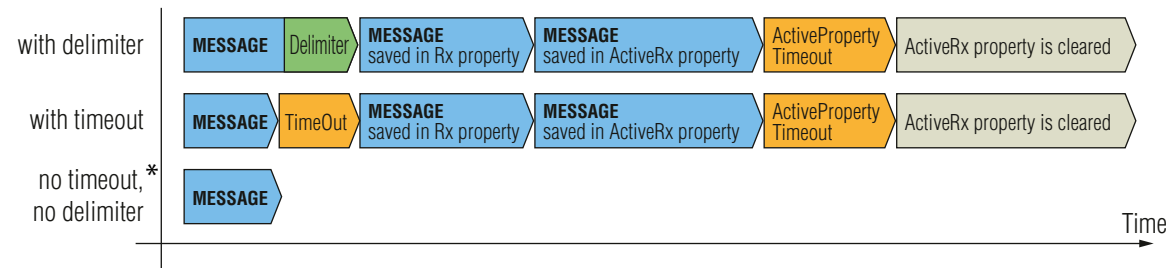 with delimiter
MESSAGE
Delimiter
MESSAGE
saved in Rx property
MESSAGE
saved in ActiveRx property
ActiveProperty
Timeout
ActiveRx property is cleared
with timeout
MESSAGE
TimeOut
MESSAGE
saved in Rx property
MESSAGE
saved in ActiveRx property
ActiveProperty
Timeout
ActiveRx property is cleared
no timeout,*
no delimiter
MESSAGE
Time